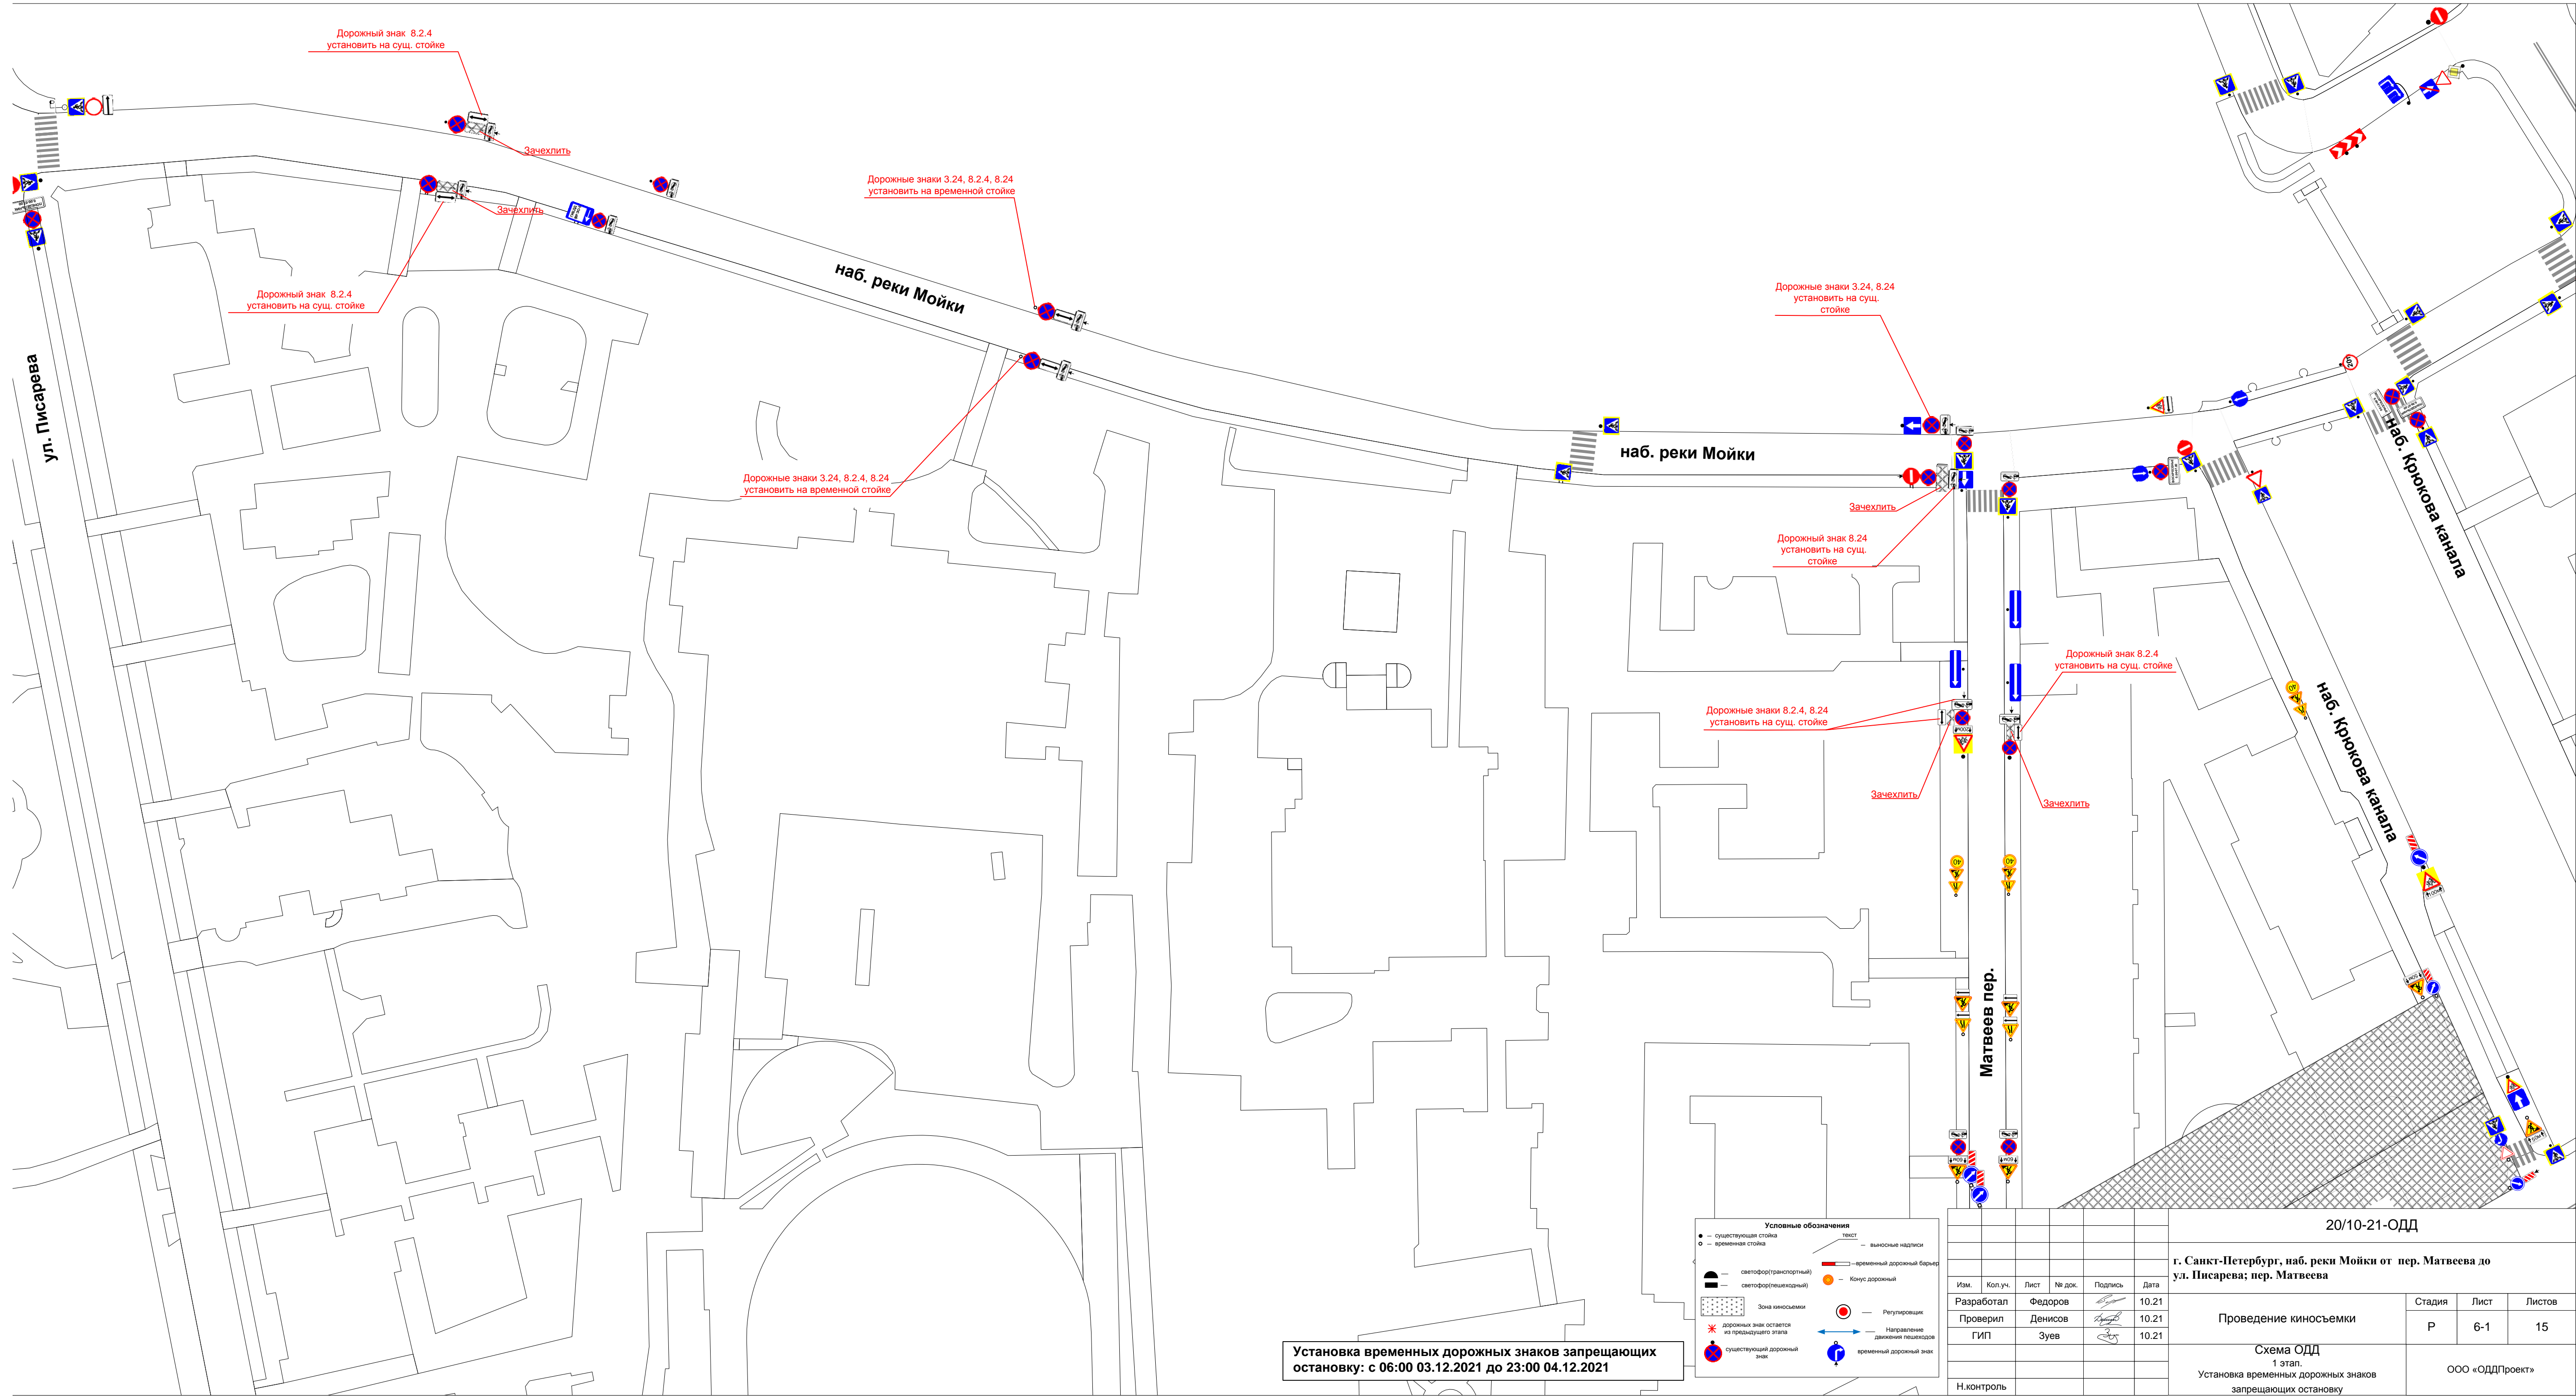 Дорожный знак 8.2.4
установить на сущ. стойке
Зачехлить
Дорожные знаки 3.24, 8.2.4, 8.24
установить на временной стойке
Зачехлить
Дорожный знак 8.2.4
установить на сущ. стойке
наб. реки Мойки
Дорожные знаки 3.24, 8.24
установить на сущ.
стойке
ул. Писарева
наб. реки Мойки
Дорожные знаки 3.24, 8.2.4, 8.24
установить на временной стойке
Зачехлить
Дорожный знак 8.24
установить на сущ.
стойке
наб. Крюкова канала
Дорожный знак 8.2.4
установить на сущ. стойке
Дорожные знаки 8.2.4, 8.24
установить на сущ. стойке
Зачехлить
Зачехлить
наб. Крюкова канала
40
40
40
Матвеев пер.
Установка временных дорожных знаков запрещающих
остановку: с 06:00 03.12.2021 до 23:00 04.12.2021
Условные обозначения
существующая стойка
временная стойка
текст
выносные надписи
светофор(транспортный)
светофор(пешеходный)
временный дорожный барьер
Конус дорожный
Зона киносъемки
Регулировщик
дорожных знак остается
из предыдущего этапа
Направление
движения пешеходов
существующий дорожный
знак
временный дорожный знак
20/10-21-ОДД
г. Санкт-Петербург, наб. реки Мойки от пер. Матвеева до
ул. Писарева; пер. Матвеева
Изм. Кол.уч. Лист № док. Подпись Дата
Разработал Федоров 10.21
Проверил Денисов 10.21
ГИП Зуев 10.21
Н.контроль
Проведение киносъемки
Стадия Лист Листов
Р 6-1 15
Схема ОДД
1 этап.
Установка временных дорожных знаков
запрещающих остановку
ООО «ОДДПроект»